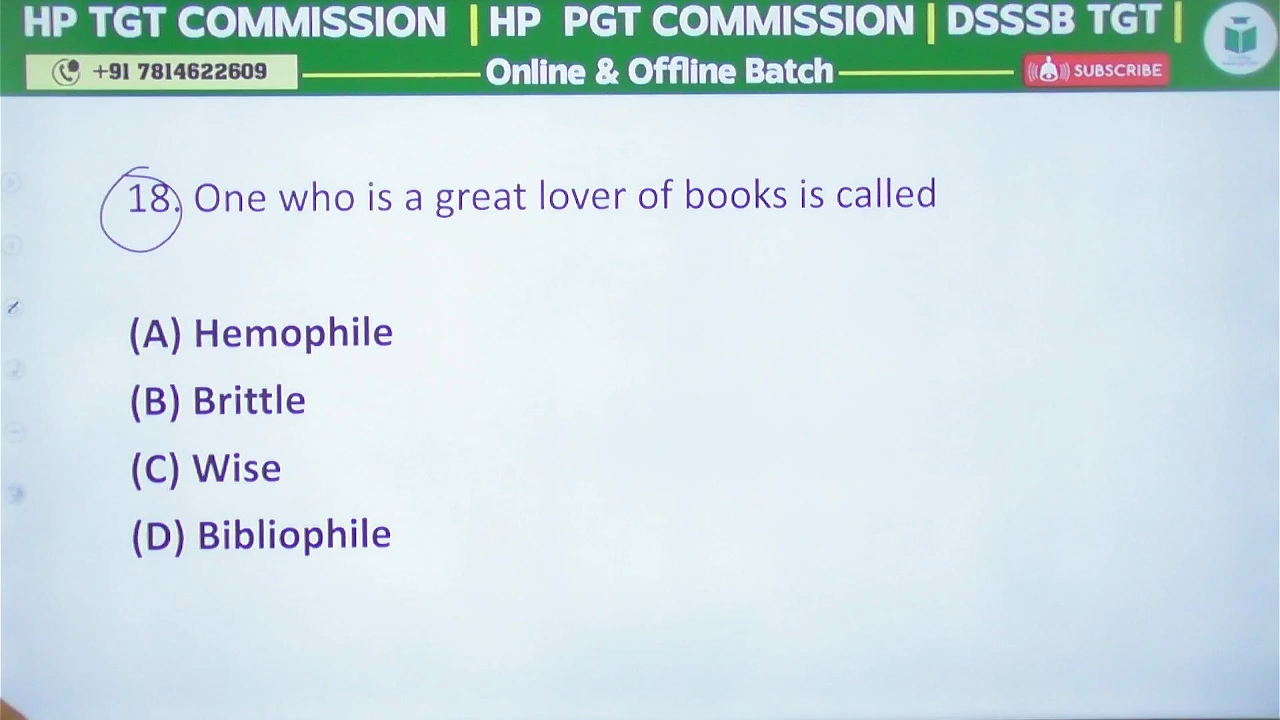 HP TGT COMMISSION | HP PGT COMMISSION | DSSSB TGT |
+91 7814622609
Online & Offline Batch
SUBSCRIBE
18. One who is a great lover of books is called
(A) Hemophile
(B) Brittle
(C) Wise
(D) Bibliophile